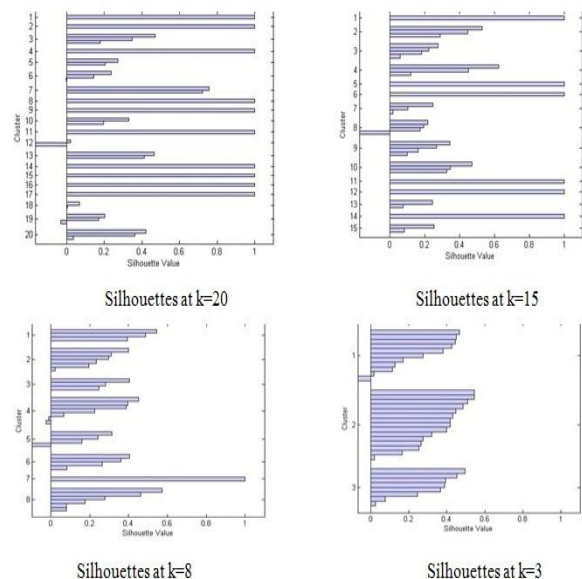 Cluster
1
2
3
4
5
6
7
8
9
10
11
12
13
14
15
16
17
18
19
20
0 0.2 0.4 0.6 0.8 1
Silhouette Value
Silhouettes at k=20
Cluster
1
2
3
4
5
6
7
8
9
10
11
12
13
14
15
0 0.2 0.4 0.6 0.8 1
Silhouette Value
Silhouettes at k=15
Cluster
1
2
3
4
5
6
7
8
0 0.2 0.4 0.6 0.8 1
Silhouette Value
Silhouettes at k=8
Cluster
1
2
3
0 0.2 0.4 0.6 0.8 1
Silhouette Value
Silhouettes at k=3